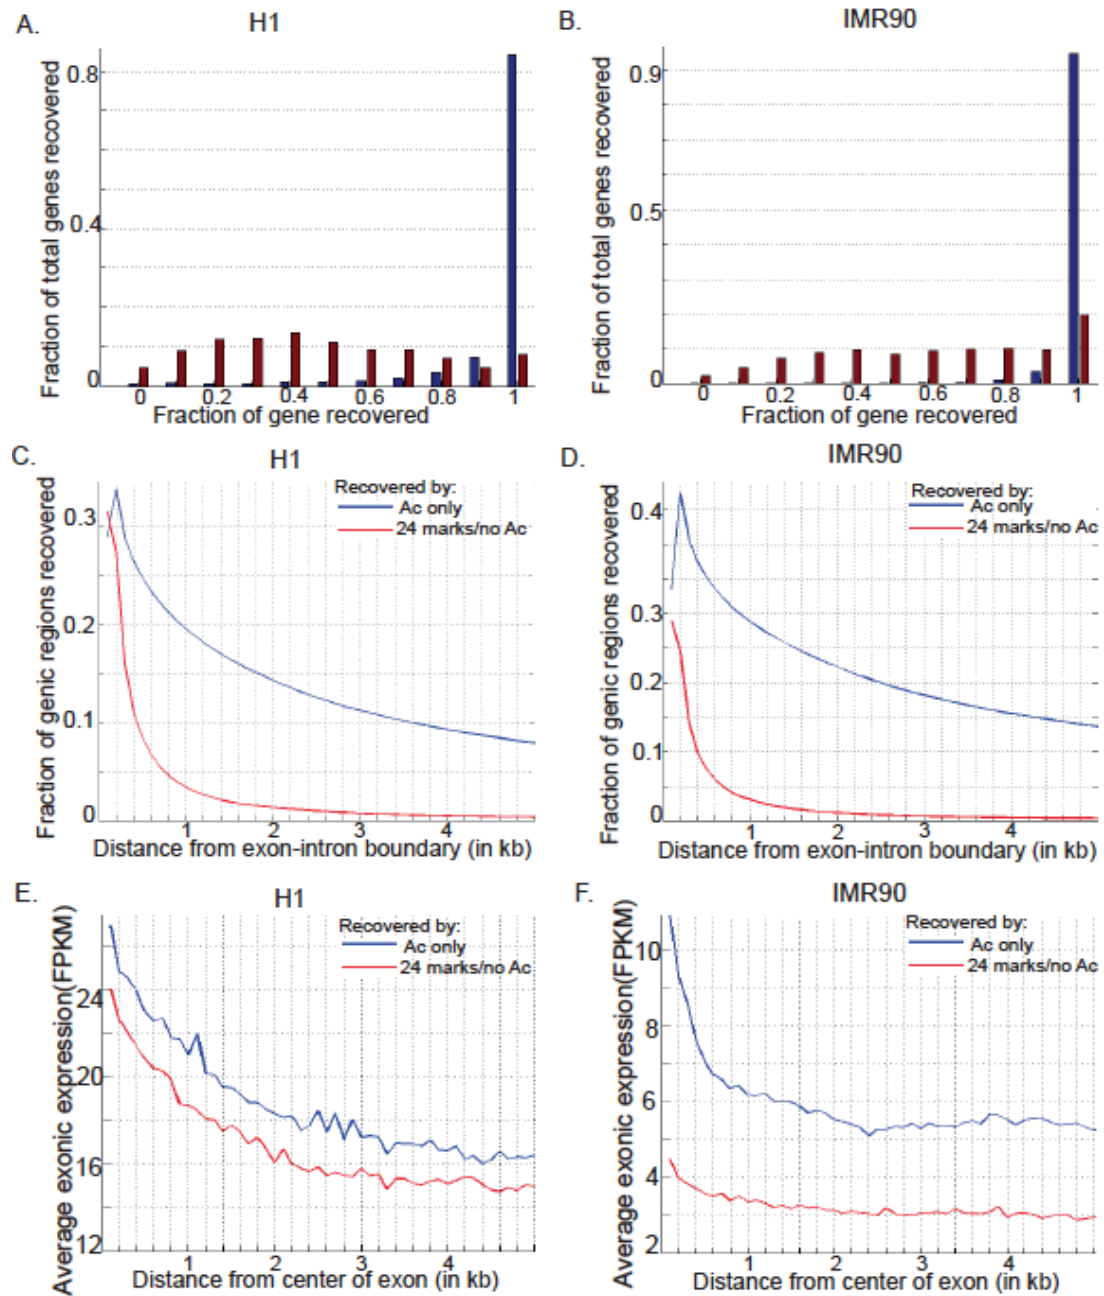 A.
H1
Fraction of total genes recovered
0.8
0.4
0
0 0.2 0.4 0.6 0.8 1
Fraction of gene recovered
B.
IMR90
Fraction of total genes recovered
0.9
0.5
0
0 0.2 0.4 0.6 0.8 1
Fraction of gene recovered
C.
H1
Fraction of genic regions recovered
0.3
0.2
0.1
0
Recovered by:
Ac only
24 marks/no Ac
1 2 3 4
Distance from exon-intron boundary (in kb)
D.
IMR90
Fraction of genic regions recovered
0.4
0.3
0.2
0.1
0
Recovered by:
Ac only
24 marks/no Ac
1 2 3 4
Distance from exon-intron boundary (in kb)
E.
H1
Average exonic expression(FPKM)
24
20
16
12
Recovered by:
Ac only
24 marks/no Ac
1 2 3 4
Distance from center of exon (in kb)
F.
IMR90
Average exonic expression(FPKM)
10
8
6
4
2
Recovered by:
Ac only
24 marks/no Ac
1 2 3 4
Distance from center of exon (in kb)